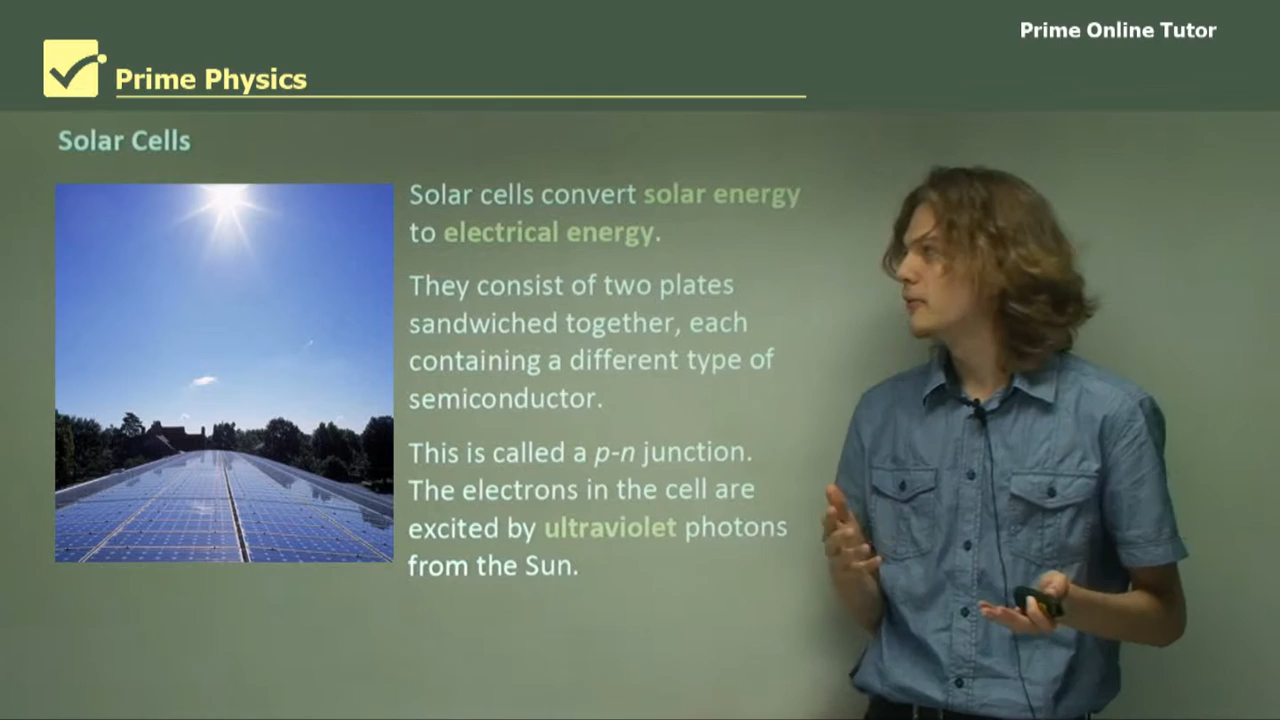 Prime Online Tutor
Prime Physics
Solar Cells
Solar cells convert solar energy
to electrical energy.
They consist of two plates
sandwiched together, each
containing a different type of
semiconductor.
This is called a p-n junction.
The electrons in the cell are
excited by ultraviolet photons
from the Sun.